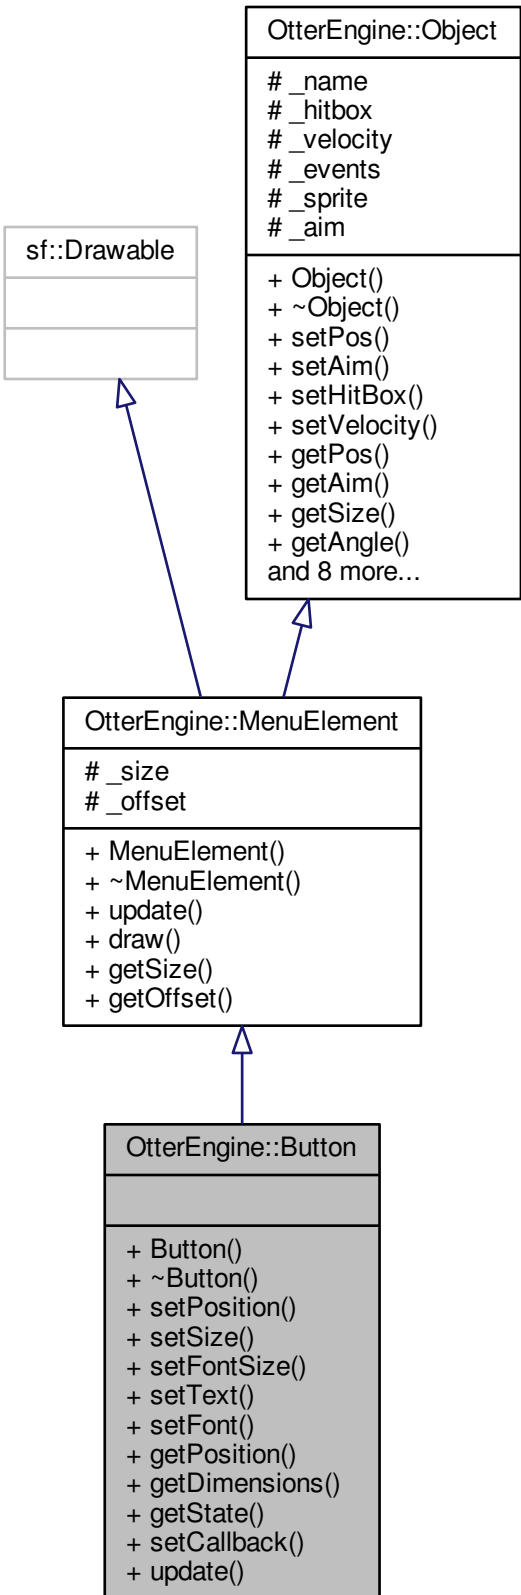 OtterEngine::Object
# _name
# _hitbox
# _velocity
# _events
# _sprite
# _aim
+ Object()
+ ~Object()
+ setPos()
+ setAim()
+ setHitBox()
+ setVelocity()
+ getPos()
+ getAim()
+ getSize()
+ getAngle()
and 8 more...
sf::Drawable
OtterEngine::MenuElement
# _size
# _offset
+ MenuElement()
+ ~MenuElement()
+ update()
+ draw()
+ getSize()
+ getOffset()
OtterEngine::Button
+ Button()
+ ~Button()
+ setPosition()
+ setSize()
+ setFontSize()
+ setText()
+ setFont()
+ getPosition()
+ getDimensions()
+ getState()
+ setCallback()
+ update()